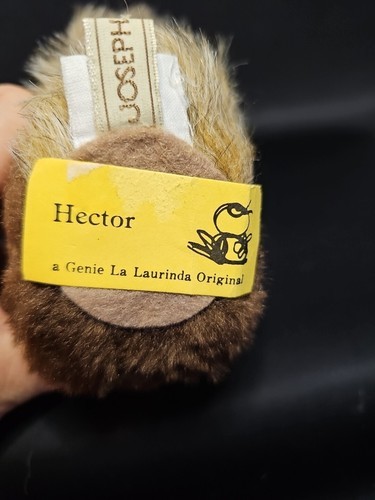 JOSEPH
Hector
a Genie La Laurinda Original